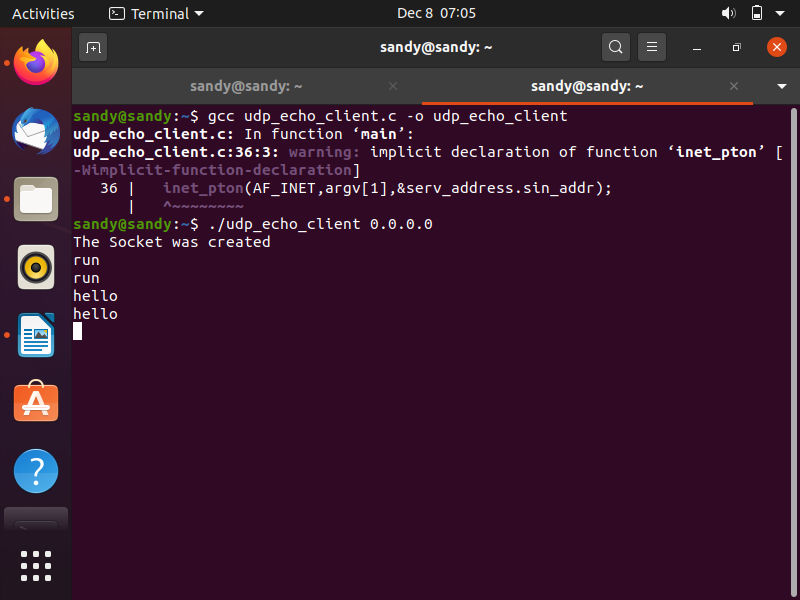 Activities Terminal Dec 8 07:05
sandy@sandy: ~
sandy@sandy: ~ sandy@sandy: ~
sandy@sandy:~$ gcc udp_echo_client.c -o udp_echo_client
udp_echo_client.c: In function ‘main’:
udp_echo_client.c:36:3: warning: implicit declaration of function ‘inet_pton’ [
-Wimplicit-function-declaration]
   36 |   inet_pton(AF_INET,argv[1],&serv_address.sin_addr);
      |   ^~~~~~~~~
sandy@sandy:~$ ./udp_echo_client 0.0.0.0
The Socket was created
run
run
hello
hello